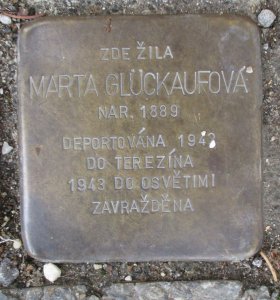 ZDE ŽILA
MARTA GLÜCKAUFOVÁ
NAR. 1889
DEPORTOVÁNA 1942
DO TEREZÍNA
1943 DO OSVĚTIMI
ZAVRAŽDĚNA